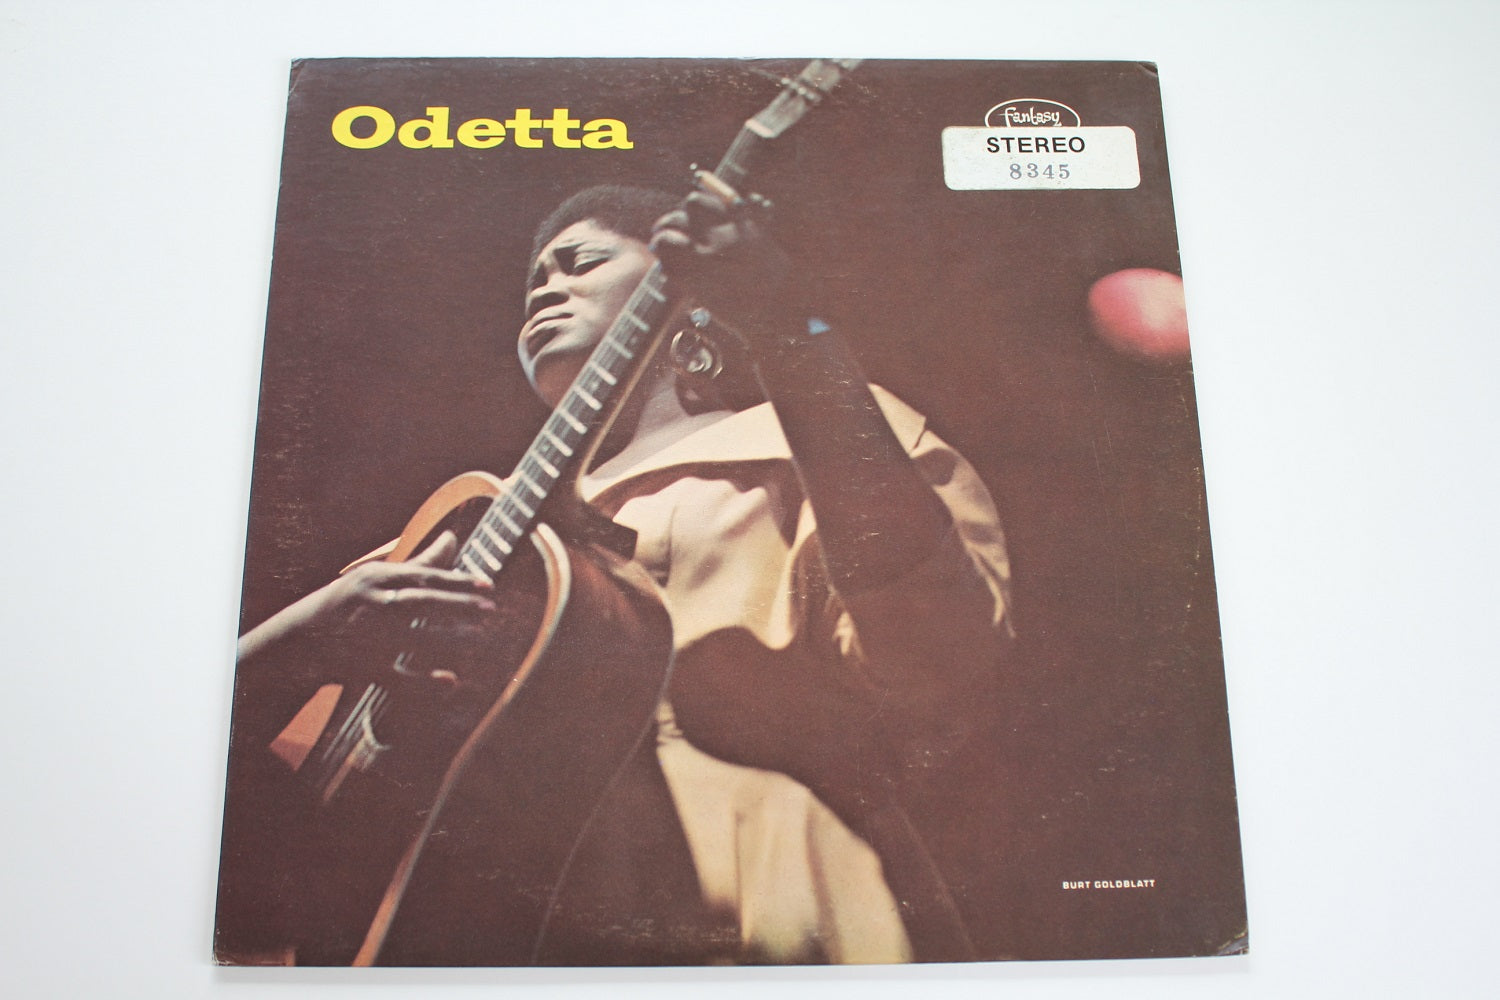 Odetta
fantasy
STEREO
8345
BURT GOLDBLATT